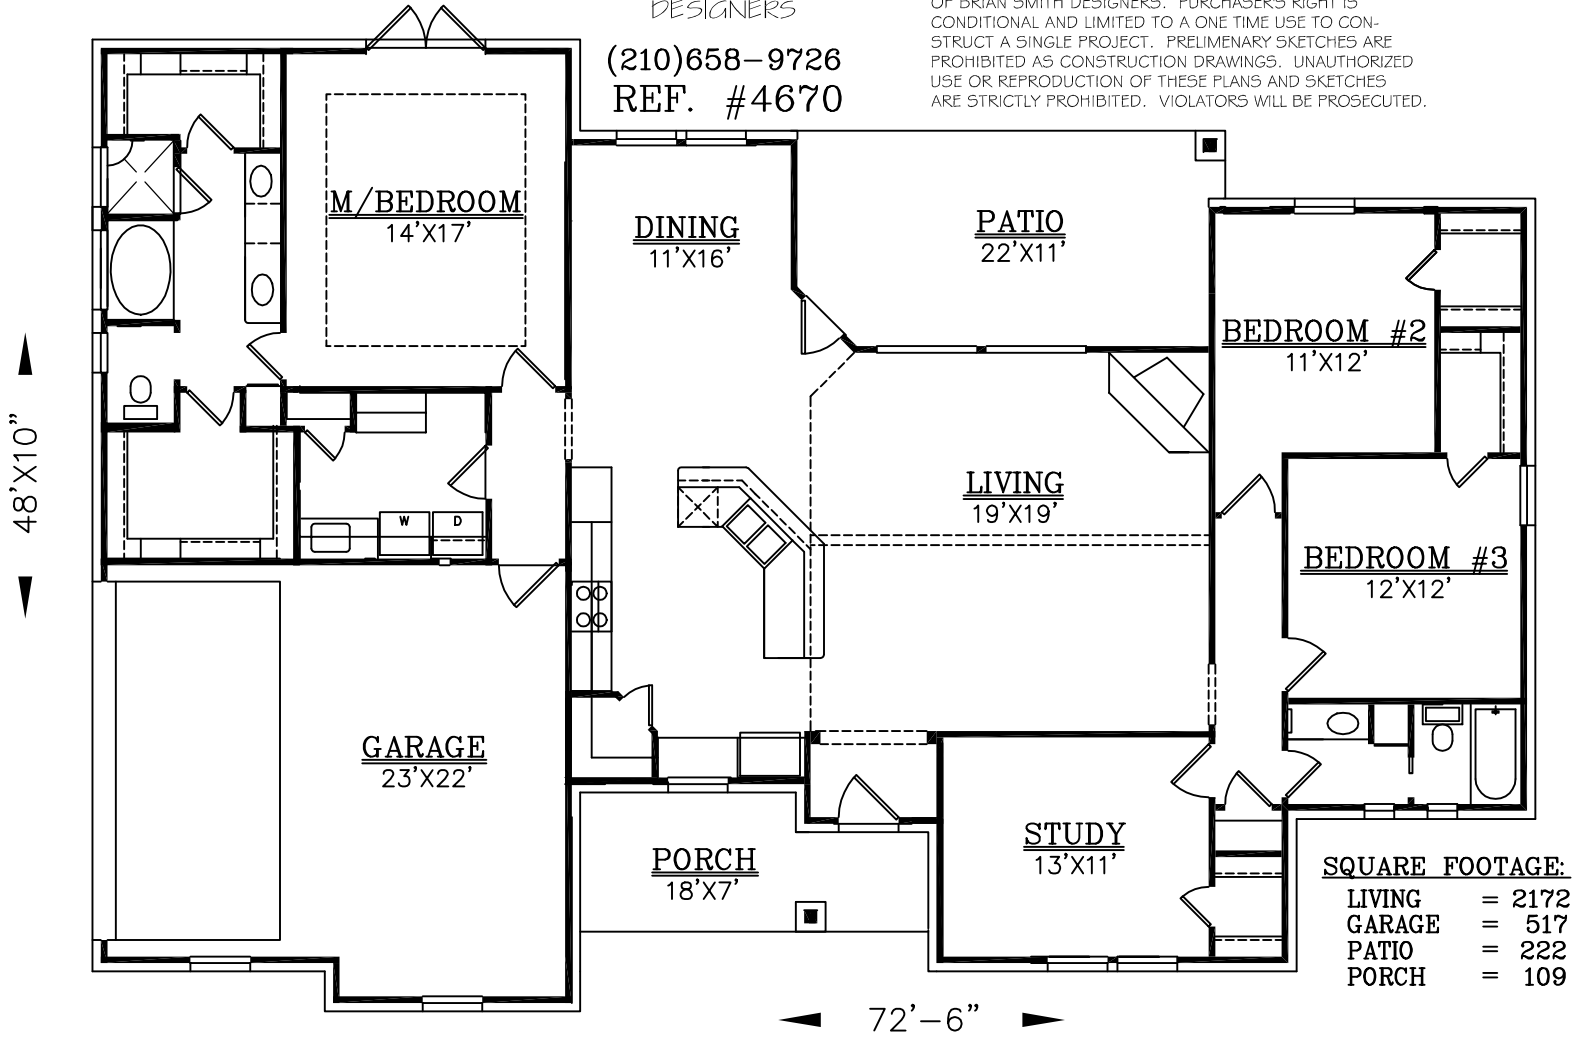 DESIGNERS
(210)658-9726
REF. #4670
OF BRIAN SMITH DESIGNERS. PURCHASERS RIGHT IS
CONDITIONAL AND LIMITED TO A ONE TIME USE TO CON-
STRUCT A SINGLE PROJECT. PRELIMENARY SKETCHES ARE
PROHIBITED AS CONSTRUCTION DRAWINGS. UNAUTHORIZED
USE OR REPRODUCTION OF THESE PLANS AND SKETCHES
ARE STRICTLY PROHIBITED. VIOLATORS WILL BE PROSECUTED.
M/BEDROOM
14'X17'
DINING
11'X16'
PATIO
22'X11'
BEDROOM #2
11'X12'
48'X10"
LIVING
19'X19'
W
D
BEDROOM #3
12'X12'
GARAGE
23'X22'
PORCH
18'X7'
STUDY
13'X11'
SQUARE FOOTAGE:
LIVING = 2172
GARAGE = 517
PATIO = 222
PORCH = 109
72'-6"